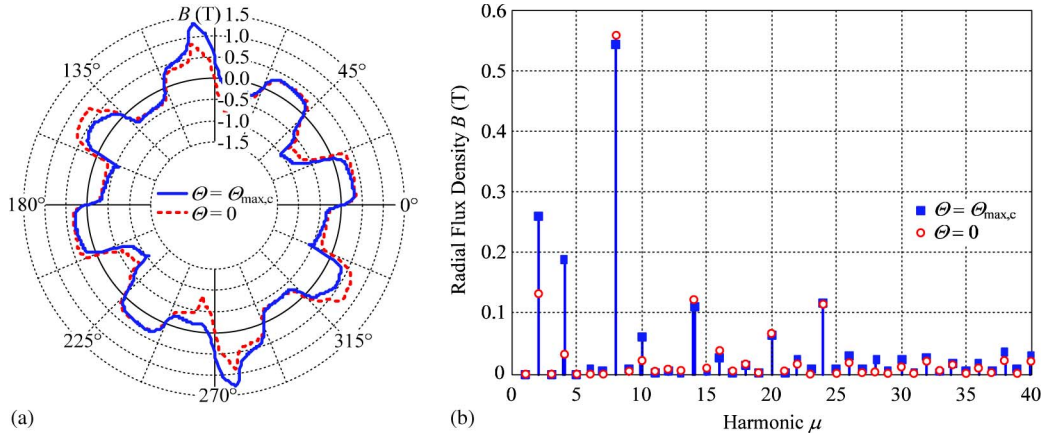 (a)
B (T)
1.5
1.0
0.5
0.0
-0.5
-1.0
-1.5
135°
45°
180°
0°
225°
315°
270°
Θ = Θmax,c
Θ = 0
(b)
Radial Flux Density B (T)
0.6
0.5
0.4
0.3
0.2
0.1
0
0 1 5 10 15 20 25 30 35 40
Harmonic μ
Θ = Θmax,c
Θ = 0